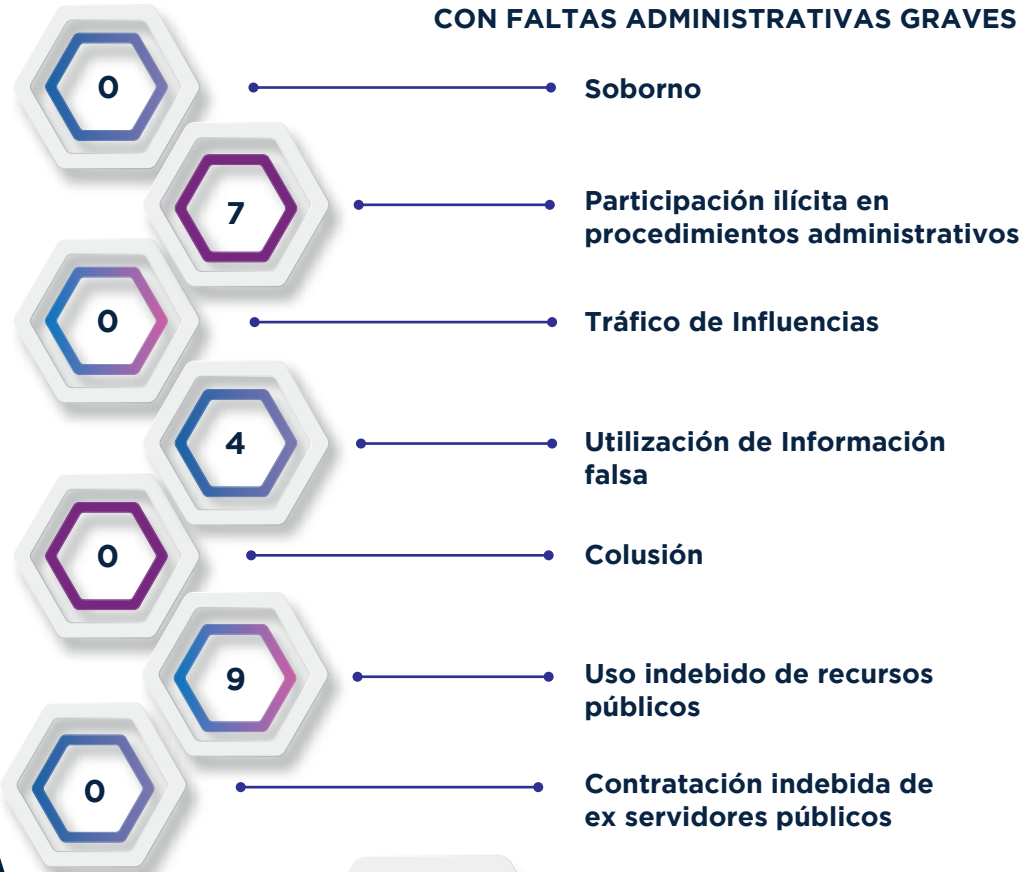 CON FALTAS ADMINISTRATIVAS GRAVES
0
Soborno
7
Participación ilícita en
procedimientos administrativos
0
Tráfico de Influencias
4
Utilización de Información
falsa
0
Colusión
9
Uso indebido de recursos
públicos
0
Contratación indebida de
ex servidores públicos